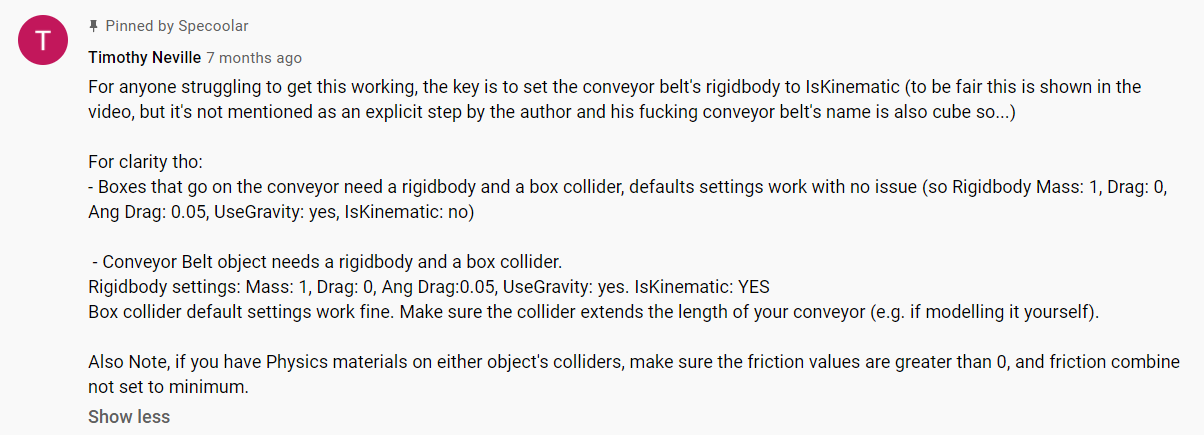 Pinned by Specoolar
T
Timothy Neville 7 months ago
For anyone struggling to get this working, the key is to set the conveyor belt's rigidbody to IsKinematic (to be fair this is shown in the
video, but it's not mentioned as an explicit step by the author and his fucking conveyor belt's name is also cube so...)
For clarity tho:
- Boxes that go on the conveyor need a rigidbody and a box collider, defaults settings work with no issue (so Rigidbody Mass: 1, Drag: 0,
Ang Drag: 0.05, UseGravity: yes, IsKinematic: no)
- Conveyor Belt object needs a rigidbody and a box collider.
Rigidbody settings: Mass: 1, Drag: 0, Ang Drag:0.05, UseGravity: yes. IsKinematic: YES
Box collider default settings work fine. Make sure the collider extends the length of your conveyor (e.g. if modelling it yourself).
Also Note, if you have Physics materials on either object's colliders, make sure the friction values are greater than 0, and friction combine
not set to minimum.
Show less